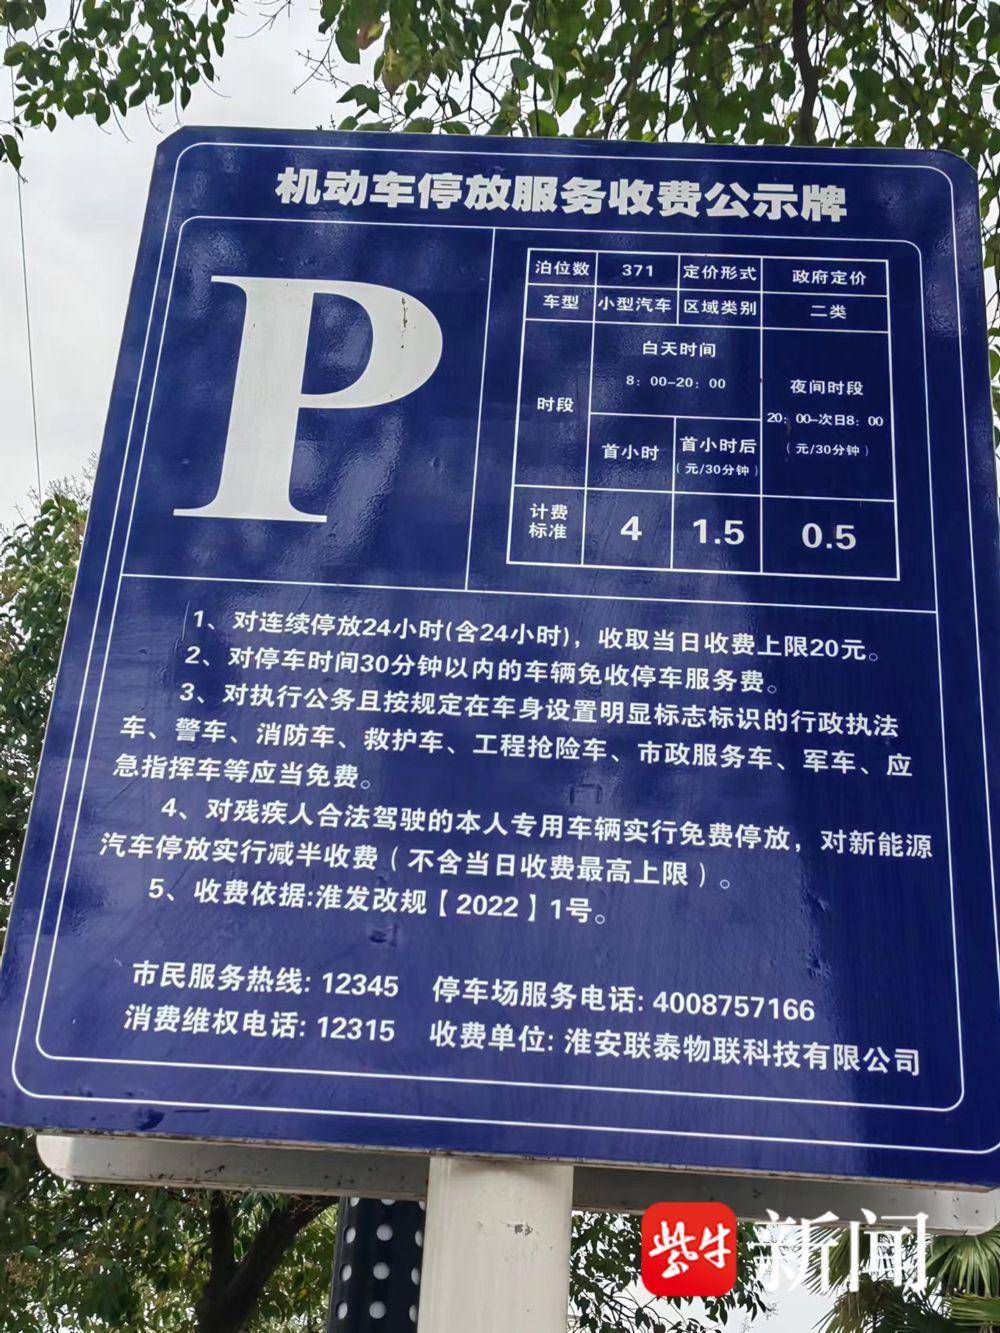 机动车停放服务收费公示牌
P
泊位数 371 定价形式 政府定价
车型 小型汽车 区域类别 二类
时段
白天时间
8:00-20:00
夜间时段
20:00-次日8:00
(元/30分钟)
首小时
首小时后
(元/30分钟)
计费标准 4 1.5 0.5
1、对连续停放24小时(含24小时)，收取当日收费上限20元。
2、对停车时间30分钟以内的车辆免收停车服务费。
3、对执行公务且按规定在车身设置明显标志标识的行政执法
车、警车、消防车、救护车、工程抢险车、市政服务车、军车、应
急指挥车等应当免费。
4、对残疾人合法驾驶的本人专用车辆实行免费停放，对新能源
汽车停放实行减半收费（不含当日收费最高上限）。
5、收费依据:淮发改规【2022】1号。
市民服务热线: 12345 停车场服务电话: 4008757166
消费维权电话: 12315 收费单位: 淮安联泰物联科技有限公司
紫牛 新闻